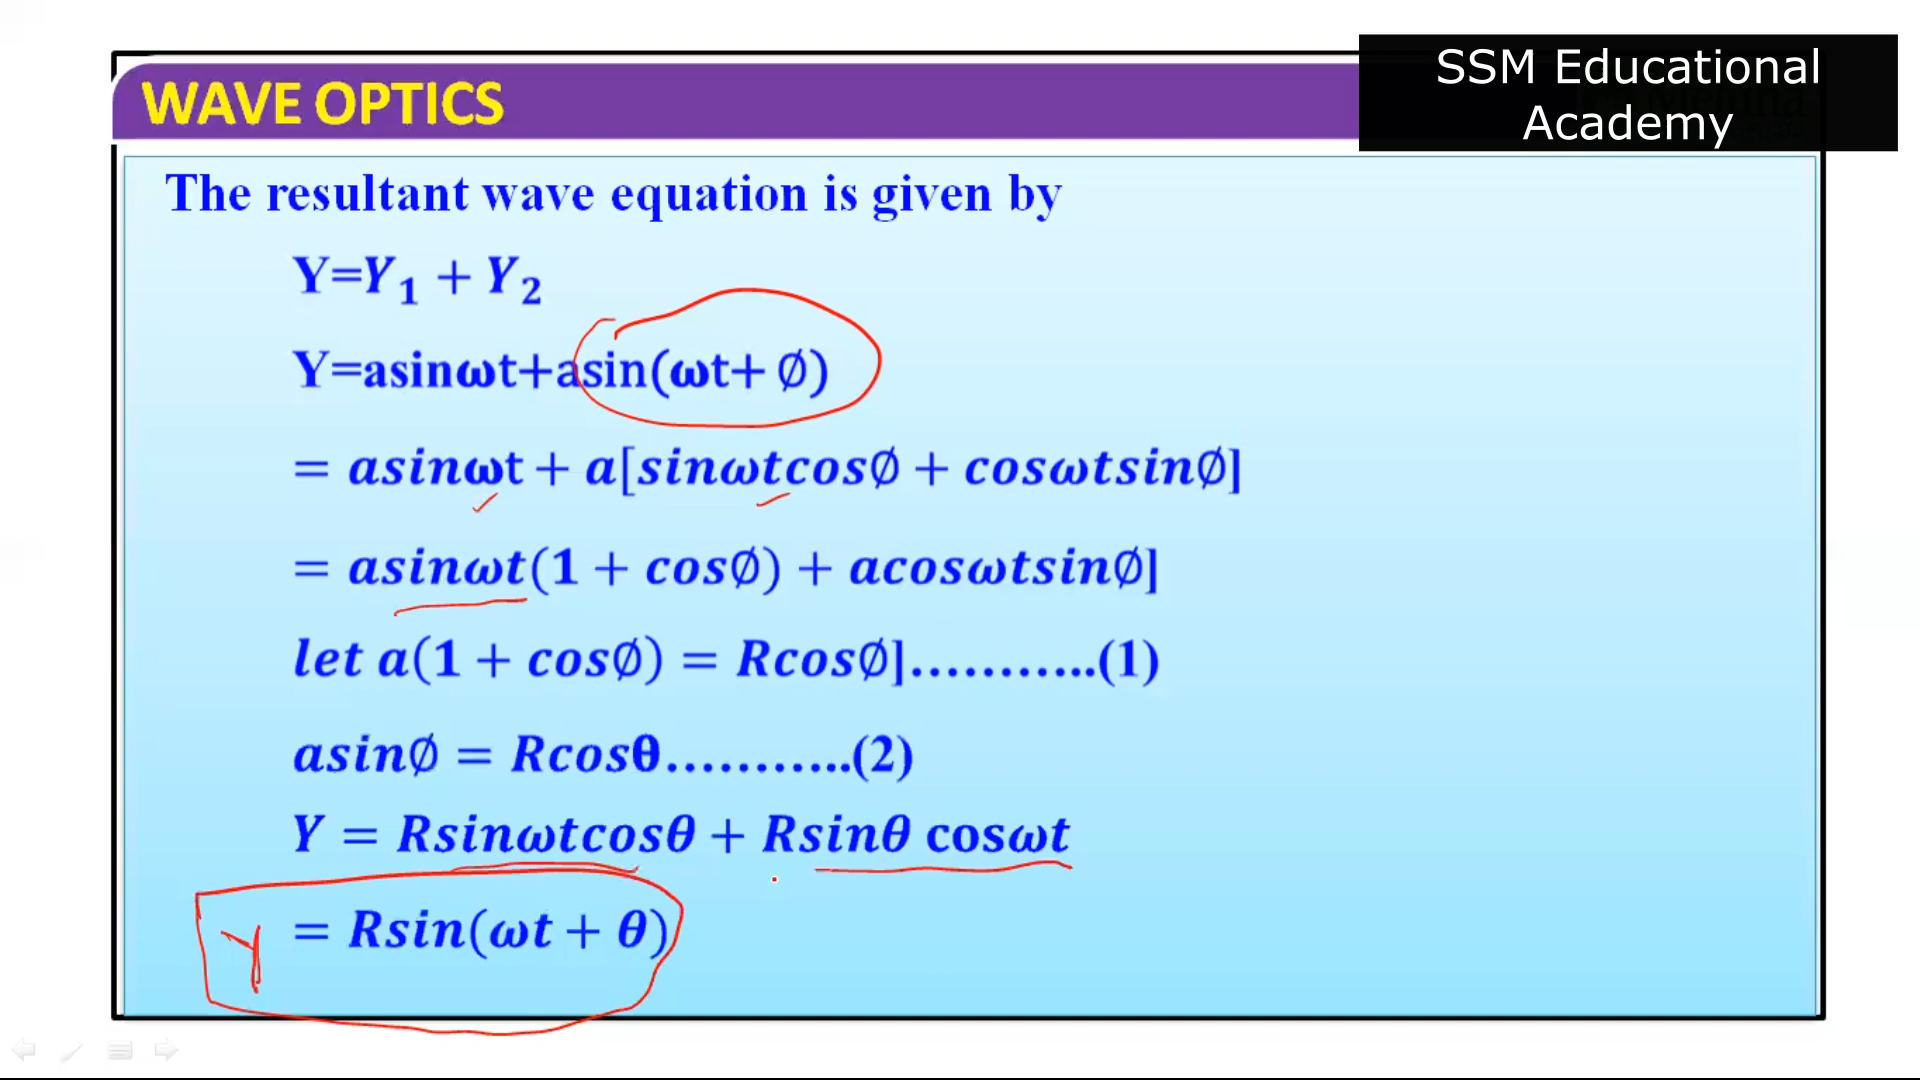 SSM Educational
Academy
WAVE OPTICS
The resultant wave equation is given by
Y=Y₁ + Y₂
Y=asinωt+asin(ωt+ ∅)
= asinωt + a[sinωtcos∅ + cosωtsin∅]
= asinωt(1 + cos∅) + acosωtsin∅]
let a(1 + cos∅) = Rcos∅]………..(1)
asin∅ = Rcosθ………..(2)
Y = Rsinωtcosθ + Rsinθ cosωt
Y = Rsin(ωt + θ)